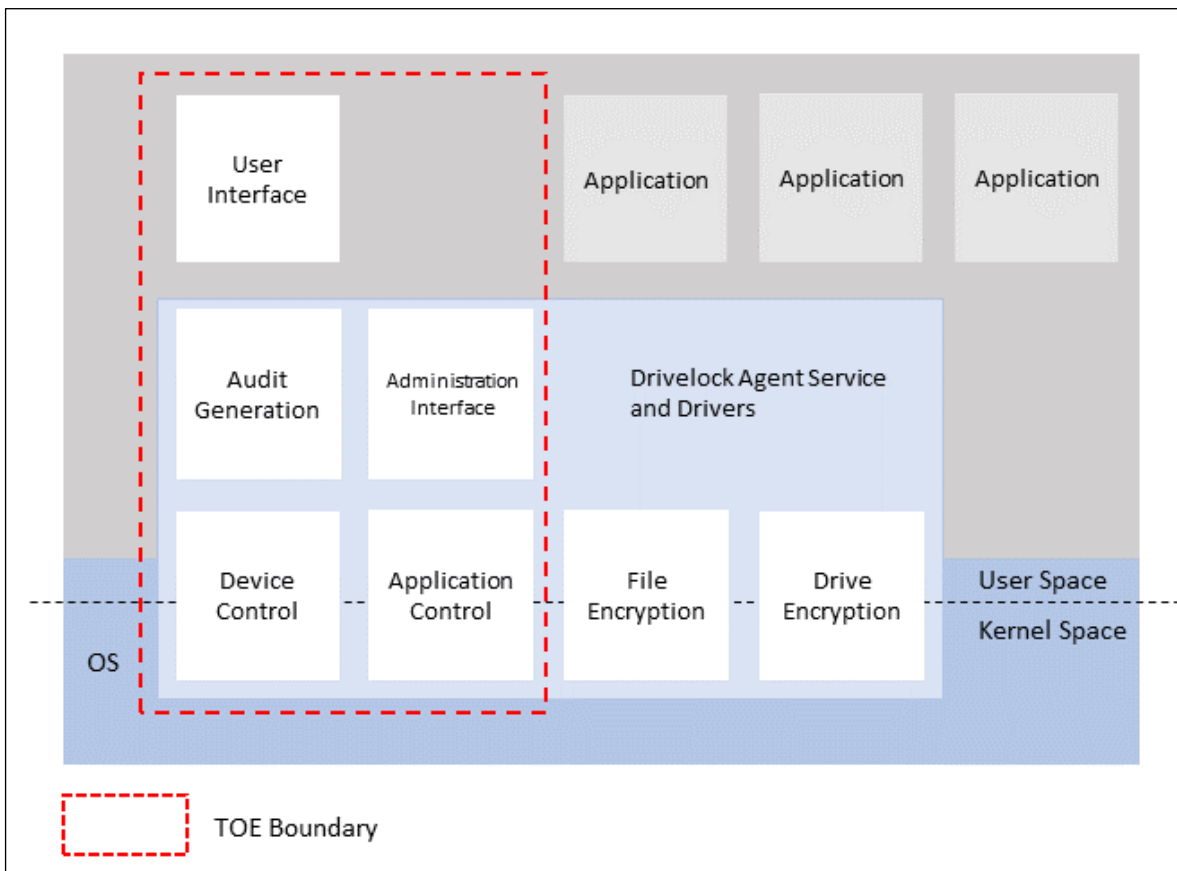 User
Interface
Application
Application
Application
Audit
Generation
Administration
Interface
Drivelock Agent Service
and Drivers
Device
Control
Application
Control
File
Encryption
Drive
Encryption
User Space
Kernel Space
OS
TOE Boundary